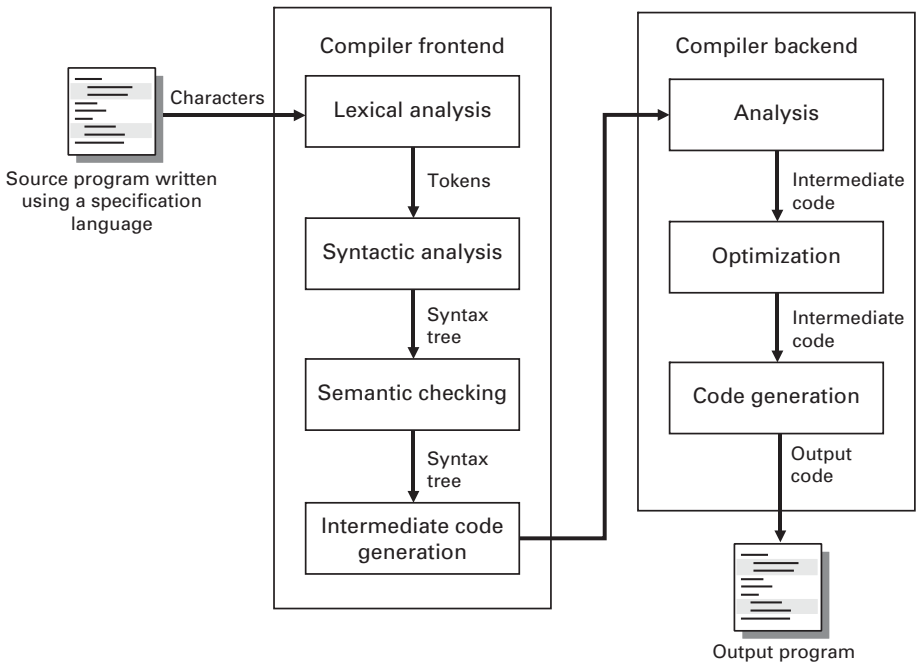 Compiler frontend
Characters
Lexical analysis
Source program written
using a specification
language
Tokens
Syntactic analysis
Syntax
tree
Semantic checking
Syntax
tree
Intermediate code
generation
Compiler backend
Analysis
Intermediate
code
Optimization
Intermediate
code
Code generation
Output
code
Output program